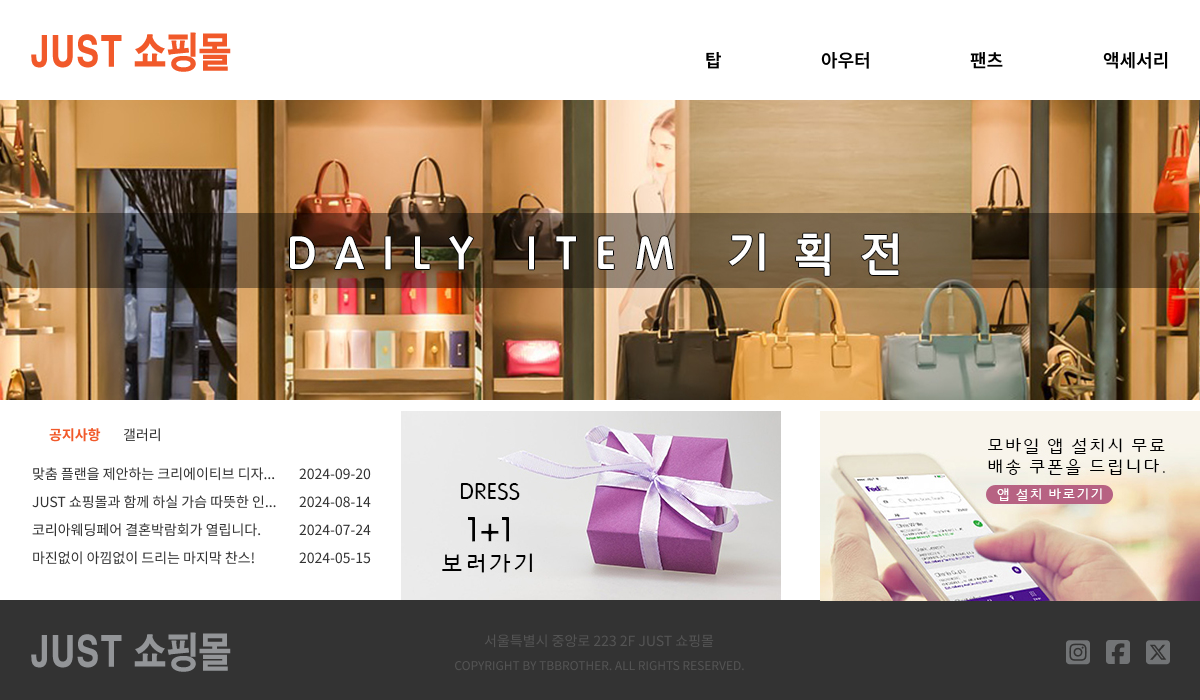 JUST 쇼핑몰
탑 아우터 팬츠 액세서리
DAILY ITEM 기획전
공지사항 갤러리
맞춤 플랜을 제안하는 크리에이티브 디자... 2024-09-20
JUST 쇼핑몰과 함께 하실 가슴 따뜻한 인... 2024-08-14
코리아웨딩페어 결혼박람회가 열립니다. 2024-07-24
마진없이 아낌없이 드리는 마지막 찬스! 2024-05-15
DRESS
1+1
보러가기
모바일 앱 설치시 무료
배송 쿠폰을 드립니다.
앱 설치 바로기기
FedEx
JUST 쇼핑몰
서울특별시 중앙로 223 2F JUST 쇼핑몰
COPYRIGHT BY TBBROTHER. ALL RIGHTS RESERVED.